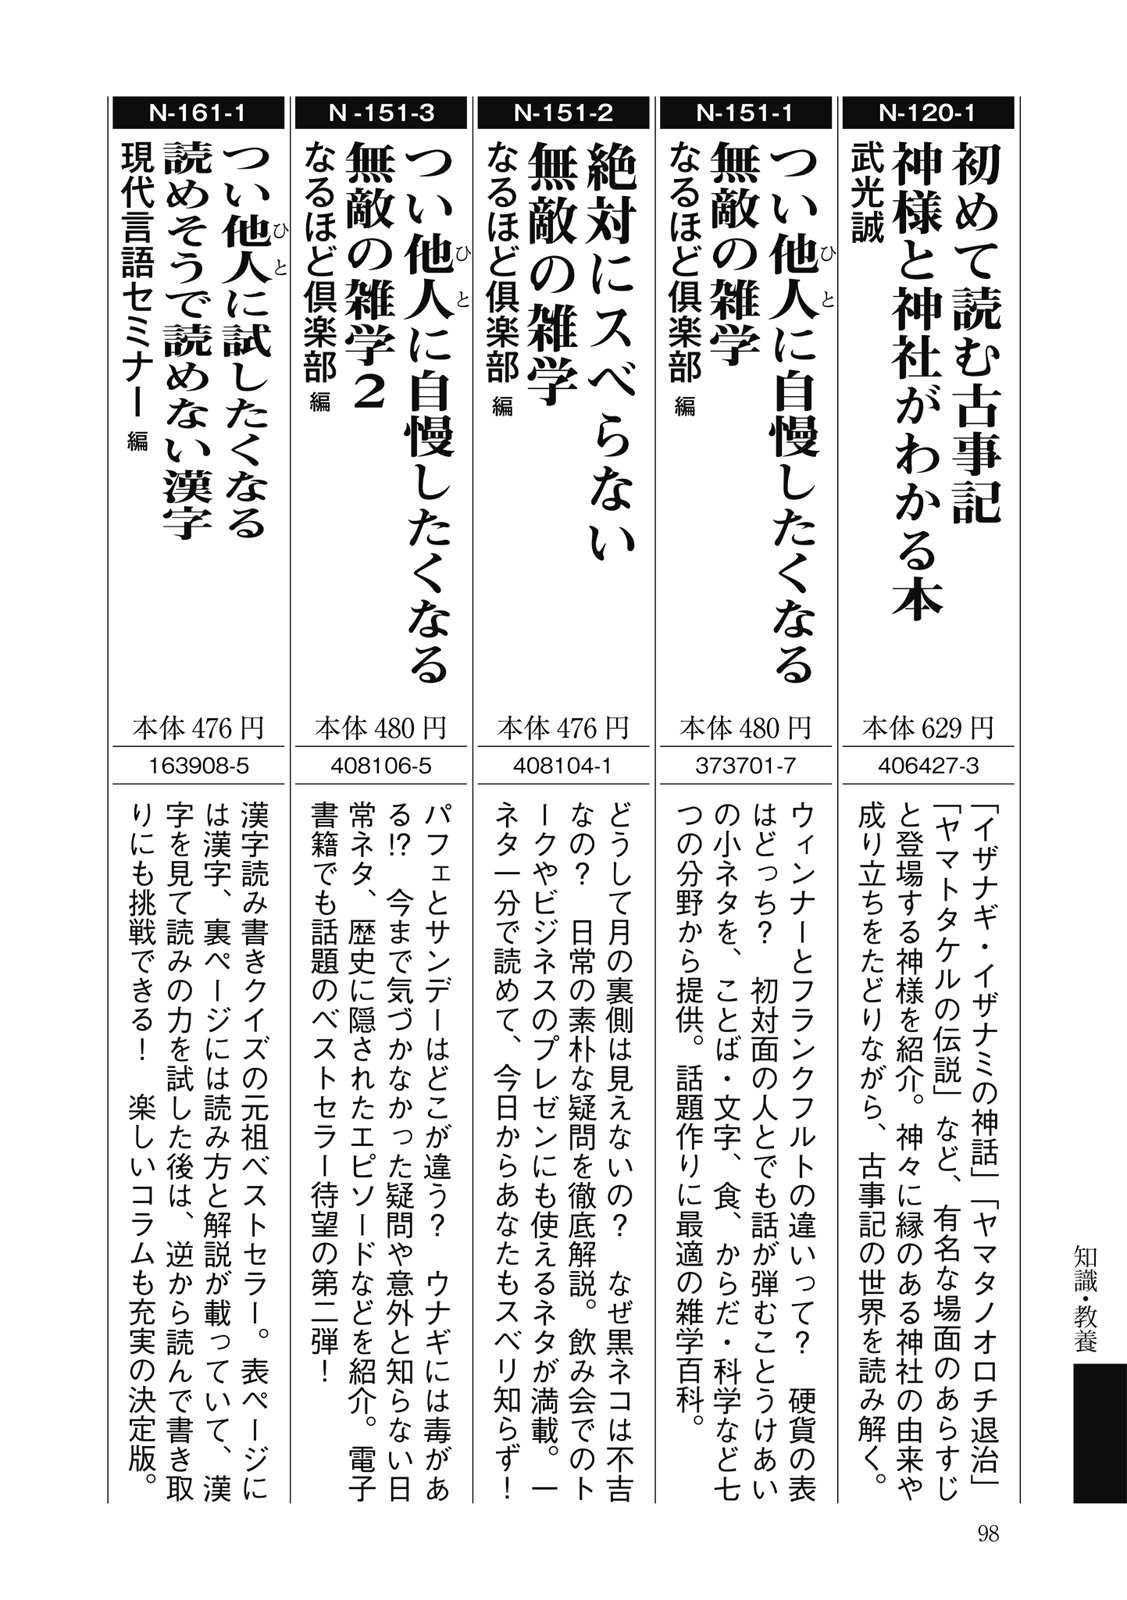 N-120-1
初めて読む古事記
神様と神社がわかる本
武光誠
本体629円
406427-3
「イザナギ・イザナミの神話」「ヤマタノオロチ退治」
「ヤマトタケルの伝説」など、有名な場面のあらすじ
と登場する神様を紹介。神々に縁のある神社の由来や
成り立ちをたどりながら、古事記の世界を読み解く。
N-151-1
つい他人に自慢したくなる
ひと
無敵の雑学
なるほど倶楽部 編
本体480円
373701-7
ウィンナーとフランクフルトの違いって？　硬貨の表
はどっち？　初対面の人とでも話が弾むことうけあい
の小ネタを、ことば・文字、食、からだ・科学など七
つの分野から提供。話題作りに最適の雑学百科。
N-151-2
絶対にスベらない
無敵の雑学
なるほど倶楽部 編
本体476円
408104-1
どうして月の裏側は見えないの？　なぜ黒ネコは不吉
なの？　日常の素朴な疑問を徹底解説。飲み会でのト
ークやビジネスのプレゼンにも使えるネタが満載。一
ネタ一分で読めて、今日からあなたもスベリ知らず！
N-151-3
つい他人に自慢したくなる
ひと
無敵の雑学2
なるほど倶楽部 編
本体480円
408106-5
パフェとサンデーはどこが違う？　ウナギには毒があ
る!?　今まで気づかなかった疑問や意外と知らない日
常ネタ、歴史に隠されたエピソードなどを紹介。電子
書籍でも話題のベストセラー待望の第二弾！
N-161-1
つい他人に試したくなる
ひと
読めそうで読めない漢字
現代言語セミナー 編
本体476円
163908-5
漢字読み書きクイズの元祖ベストセラー。表ページに
は漢字、裏ページには読み方と解説が載っていて、漢
字を見て読みの力を試した後は、逆から読んで書き取
りにも挑戦できる！　楽しいコラムも充実の決定版。
知識・教養
98